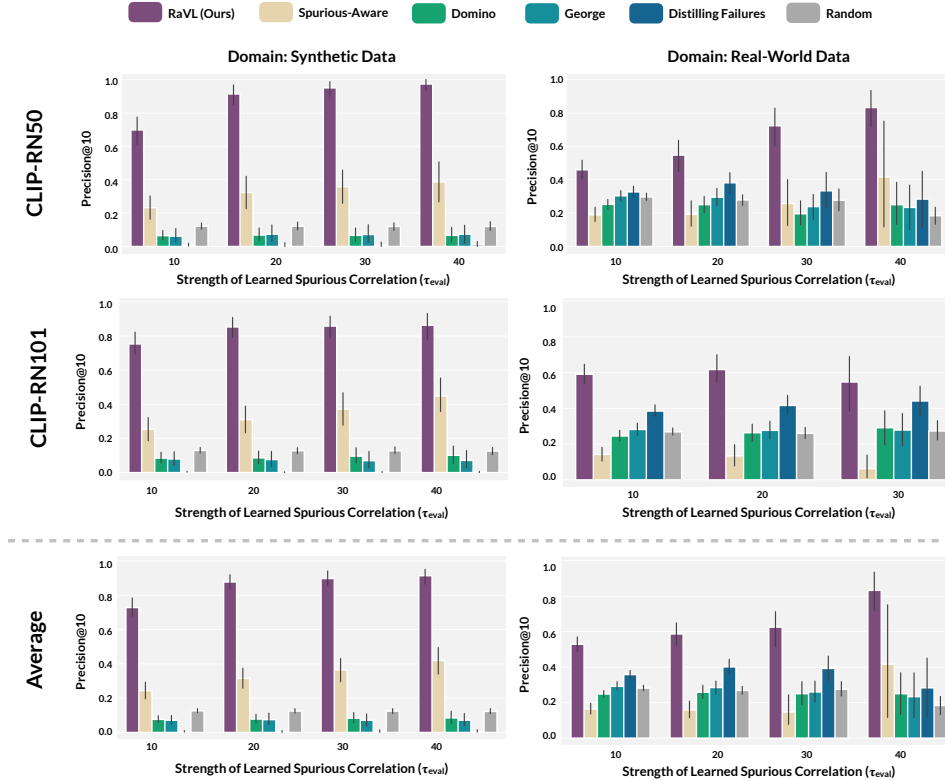 RaVL (Ours) Spurious-Aware Domino George Distilling Failures Random
Domain: Synthetic Data
Domain: Real-World Data
CLIP-RN50
Precision@10
1.0
0.8
0.6
0.4
0.2
0.0
10 20 30 40
Strength of Learned Spurious Correlation (τeval)
Precision@10
1.0
0.8
0.6
0.4
0.2
0.0
10 20 30 40
Strength of Learned Spurious Correlation (τeval)
CLIP-RN101
Precision@10
1.0
0.8
0.6
0.4
0.2
0.0
10 20 30 40
Strength of Learned Spurious Correlation (τeval)
Precision@10
1.0
0.8
0.6
0.4
0.2
0.0
10 20 30
Strength of Learned Spurious Correlation (τeval)
Average
Precision@10
1.0
0.8
0.6
0.4
0.2
0.0
10 20 30 40
Strength of Learned Spurious Correlation (τeval)
Precision@10
1.0
0.8
0.6
0.4
0.2
0.0
10 20 30 40
Strength of Learned Spurious Correlation (τeval)